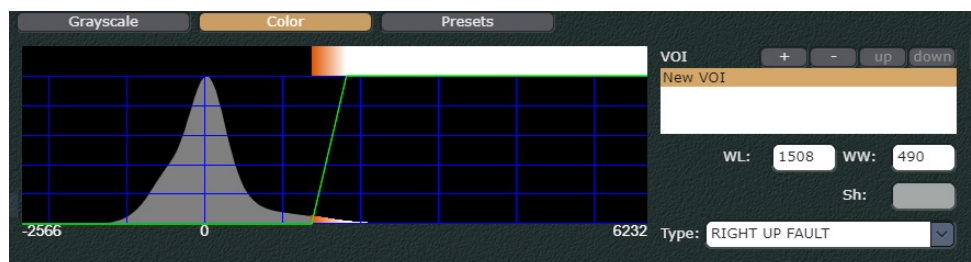 Grayscale Color Presets
VOI + - up down
New VOI
WL: 1508 WW: 490
Sh:
-2566 0 6232
Type: RIGHT UP FAULT